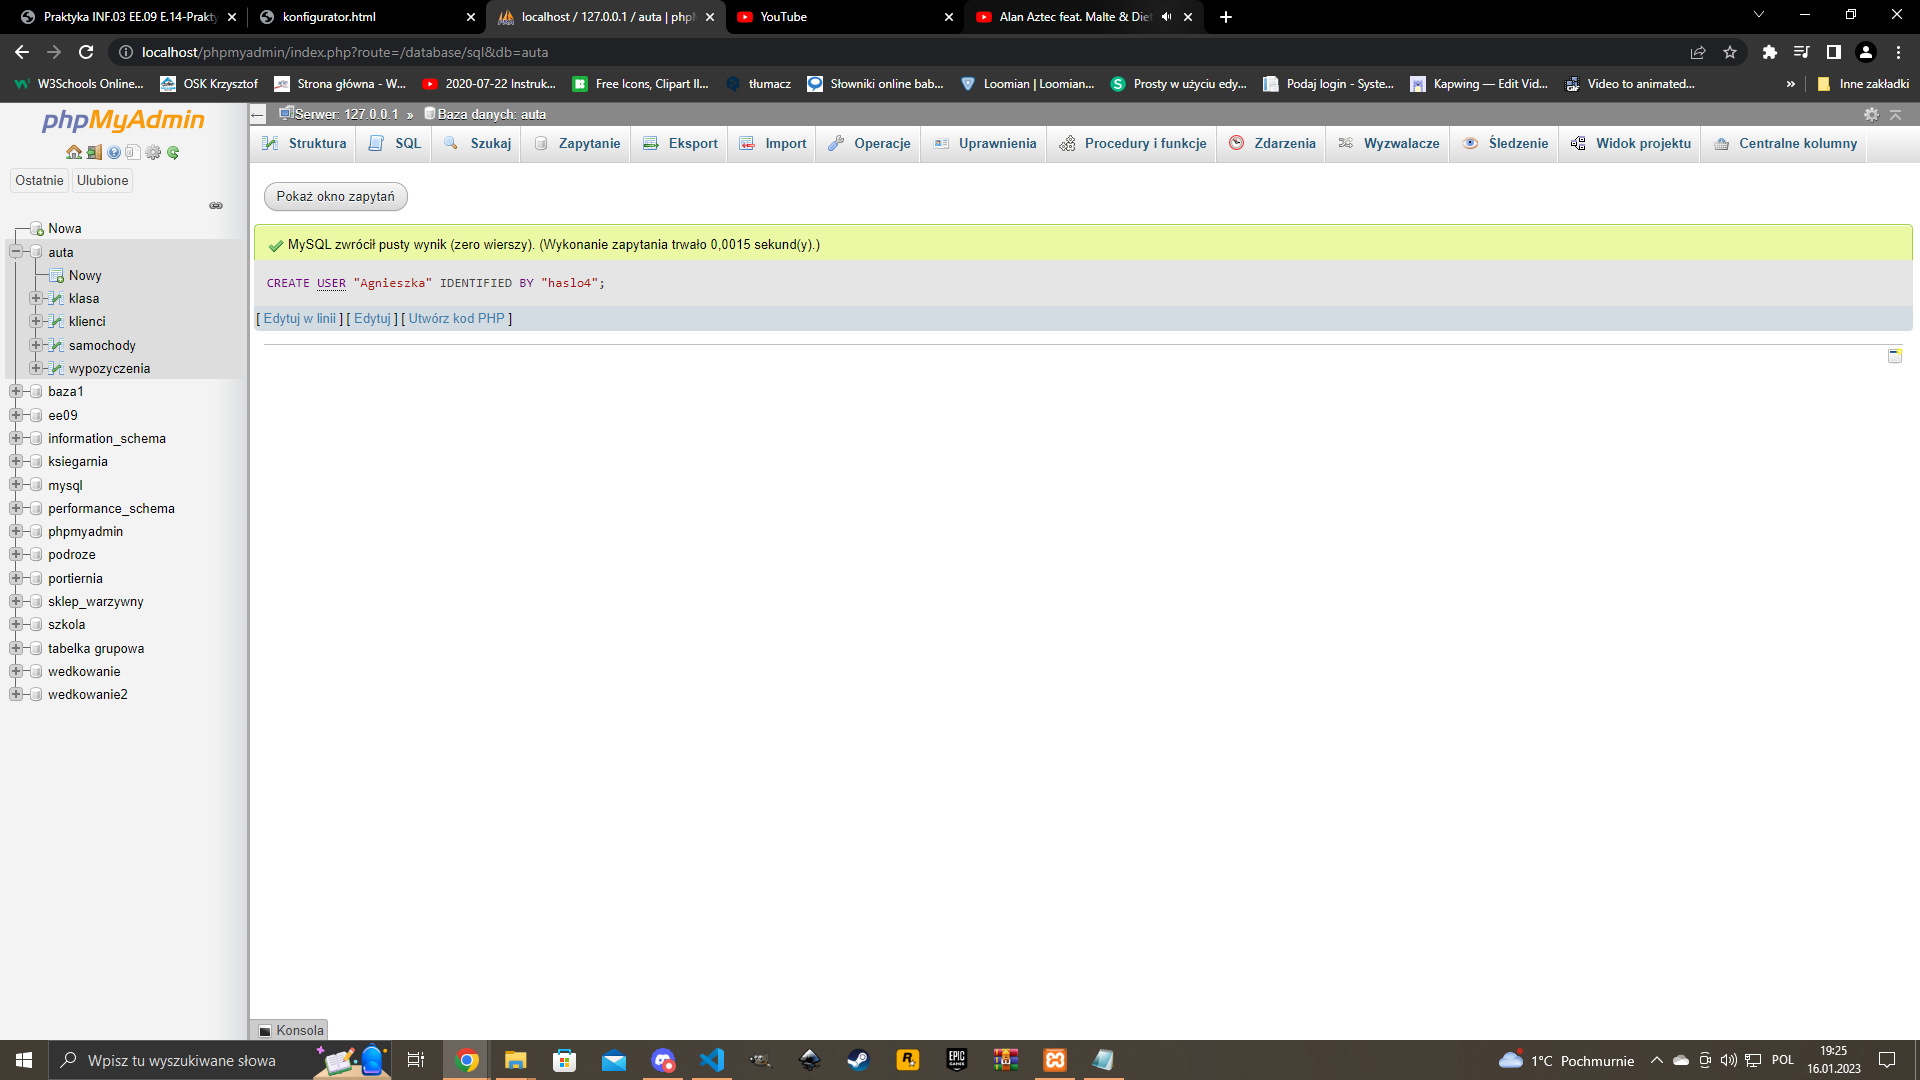 Praktyka INF.03 EE.09 E.14-Prakty
konfigurator.html
localhost / 127.0.0.1 / auta | phpM
YouTube
Alan Aztec feat. Malte & Diet
localhost/phpmyadmin/index.php?route=/database/sql&db=auta
W3Schools Online...
OSK Krzysztof
Strona główna - W...
2020-07-22 Instruk...
Free Icons, Clipart Il...
tłumacz
Słowniki online bab...
Loomian | Loomian...
Prosty w użyciu edy...
Podaj login - Syste...
Kapwing — Edit Vid...
Video to animated...
»
Inne zakładki
phpMyAdmin
Ostatnie
Ulubione
Nowa
auta
Nowy
klasa
klienci
samochody
wypozyczenia
baza1
ee09
information_schema
ksiegarnia
mysql
performance_schema
phpmyadmin
podroze
portiernia
sklep_warzywny
szkola
tabelka grupowa
wedkowanie
wedkowanie2
Serwer: 127.0.0.1 » Baza danych: auta
Struktura
SQL
Szukaj
Zapytanie
Eksport
Import
Operacje
Uprawnienia
Procedury i funkcje
Zdarzenia
Wyzwalacze
Śledzenie
Widok projektu
Centralne kolumny
Pokaż okno zapytań
MySQL zwrócił pusty wynik (zero wierszy). (Wykonanie zapytania trwało 0,0015 sekund(y).)
CREATE USER "Agnieszka" IDENTIFIED BY "haslo4";
[ Edytuj w linii ] [ Edytuj ] [ Utwórz kod PHP ]
Konsola
Wpisz tu wyszukiwane słowa
R
EPIC GAMES
1°C Pochmurnie
POL
19:25
16.01.2023